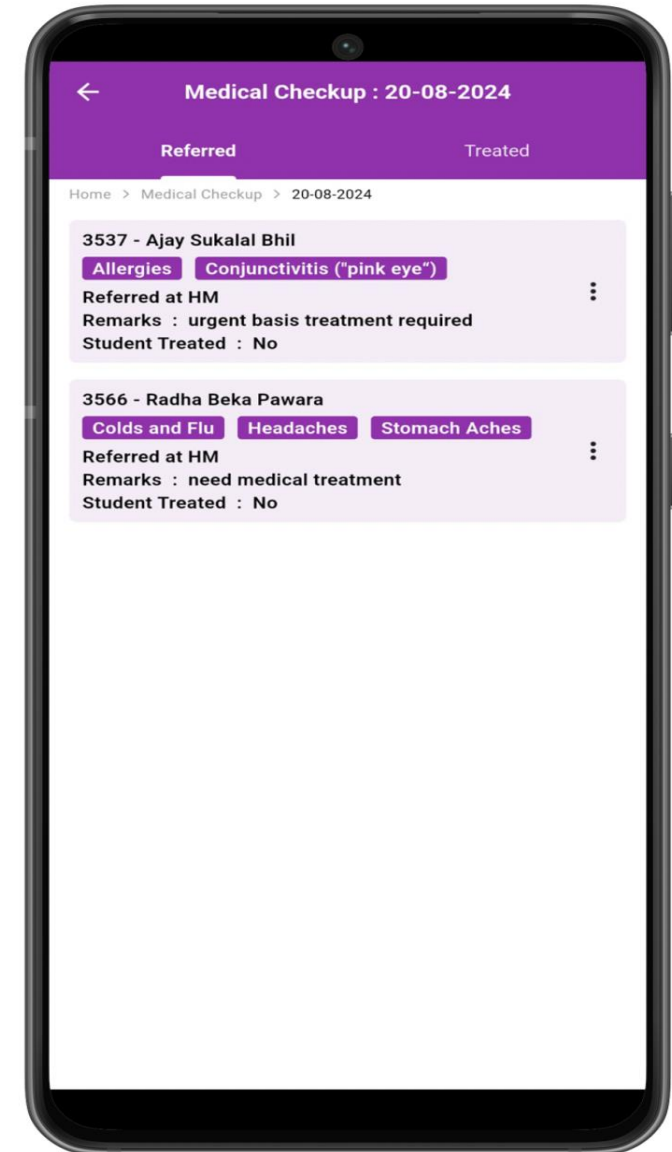 Medical Checkup : 20-08-2024
Referred Treated
Home > Medical Checkup > 20-08-2024
3537 - Ajay Sukalal Bhil
Allergies Conjunctivitis ("pink eye“)
Referred at HM
Remarks : urgent basis treatment required
Student Treated : No
3566 - Radha Beka Pawara
Colds and Flu Headaches Stomach Aches
Referred at HM
Remarks : need medical treatment
Student Treated : No